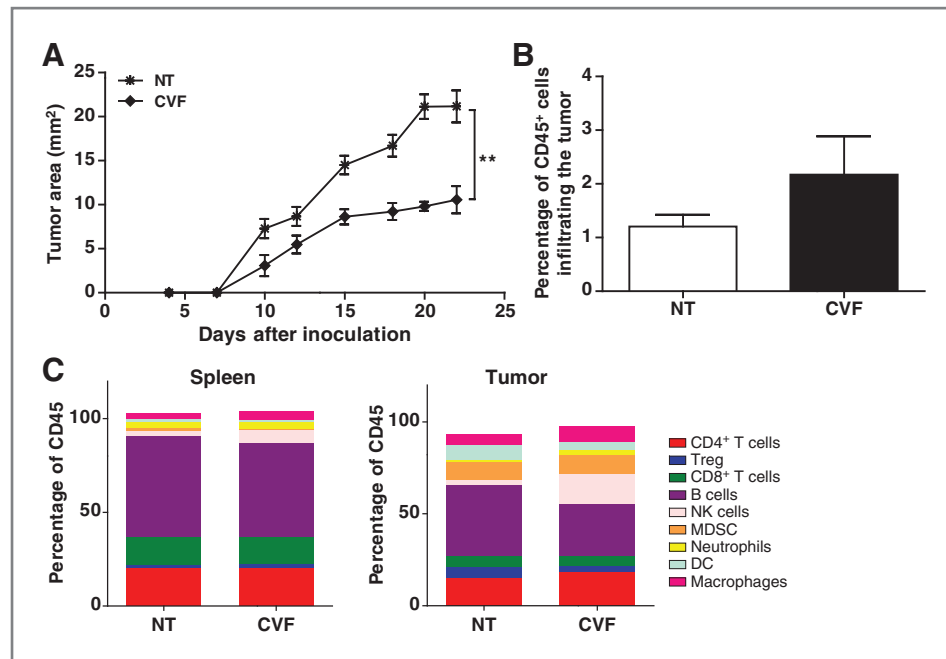 A
NT
CVF
Tumor area (mm²)
25
20
15
10
5
0
0 5 10 15 20 25
Days after inoculation
**
B
Percentage of CD45⁺ cells
infiltrating the tumor
4
3
2
1
0
NT CVF
C
Spleen
Percentage of CD45
100
50
0
NT CVF
Tumor
Percentage of CD45
100
50
0
NT CVF
CD4⁺ T cells
Treg
CD8⁺ T cells
B cells
NK cells
MDSC
Neutrophils
DC
Macrophages